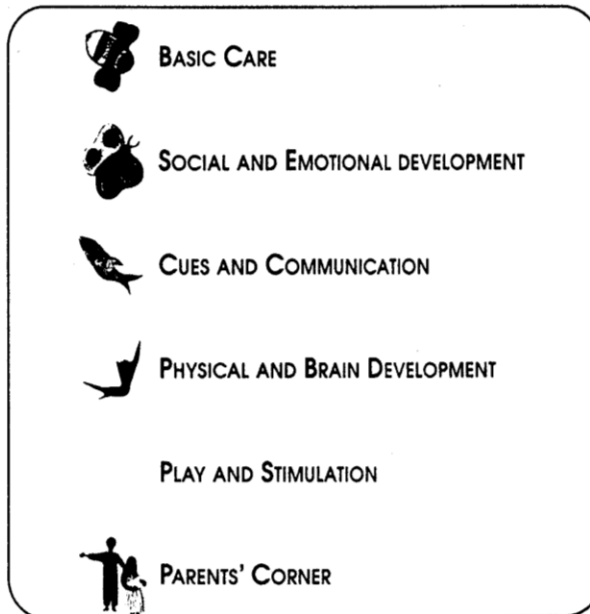 BASIC CARE
SOCIAL AND EMOTIONAL DEVELOPMENT
CUES AND COMMUNICATION
PHYSICAL AND BRAIN DEVELOPMENT
PLAY AND STIMULATION
PARENTS' CORNER